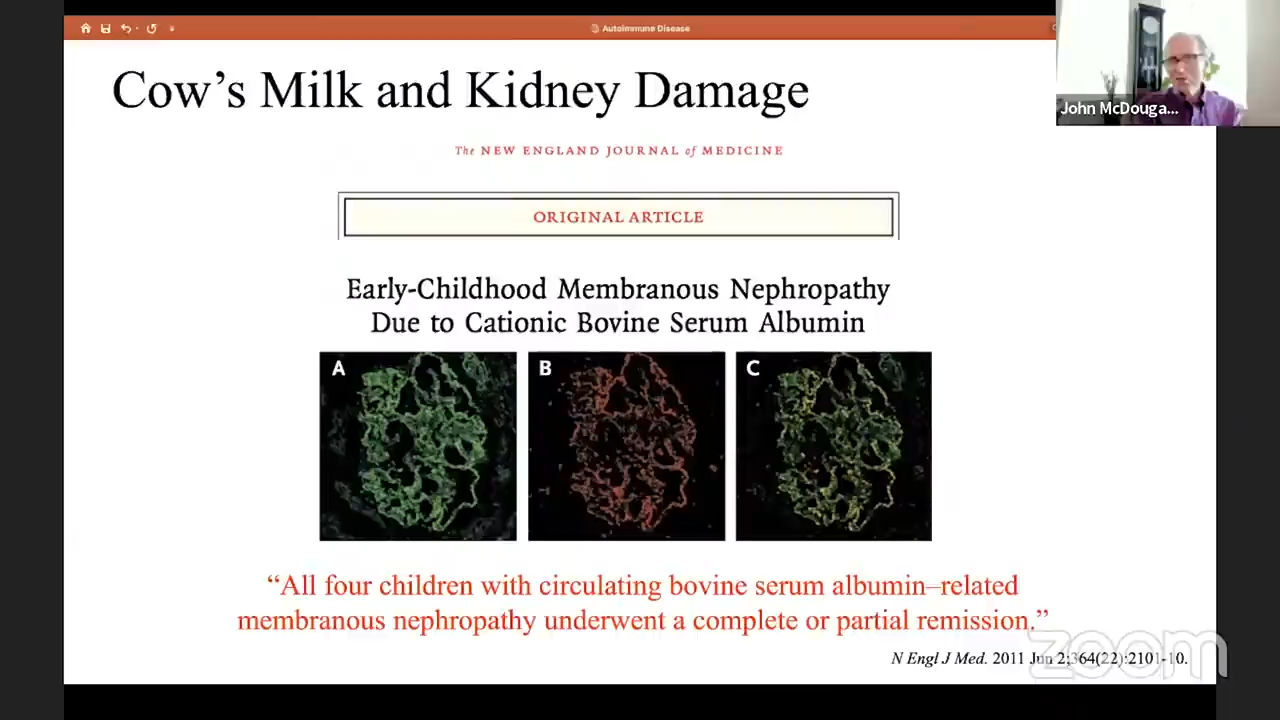 Autoimmune Disease
Cow's Milk and Kidney Damage
John McDouga...
The NEW ENGLAND JOURNAL of MEDICINE
ORIGINAL ARTICLE
Early-Childhood Membranous Nephropathy
Due to Cationic Bovine Serum Albumin
A B C
“All four children with circulating bovine serum albumin–related
membranous nephropathy underwent a complete or partial remission.”
N Engl J Med. 2011 Jun 2;364(22):2101-10.
zoom